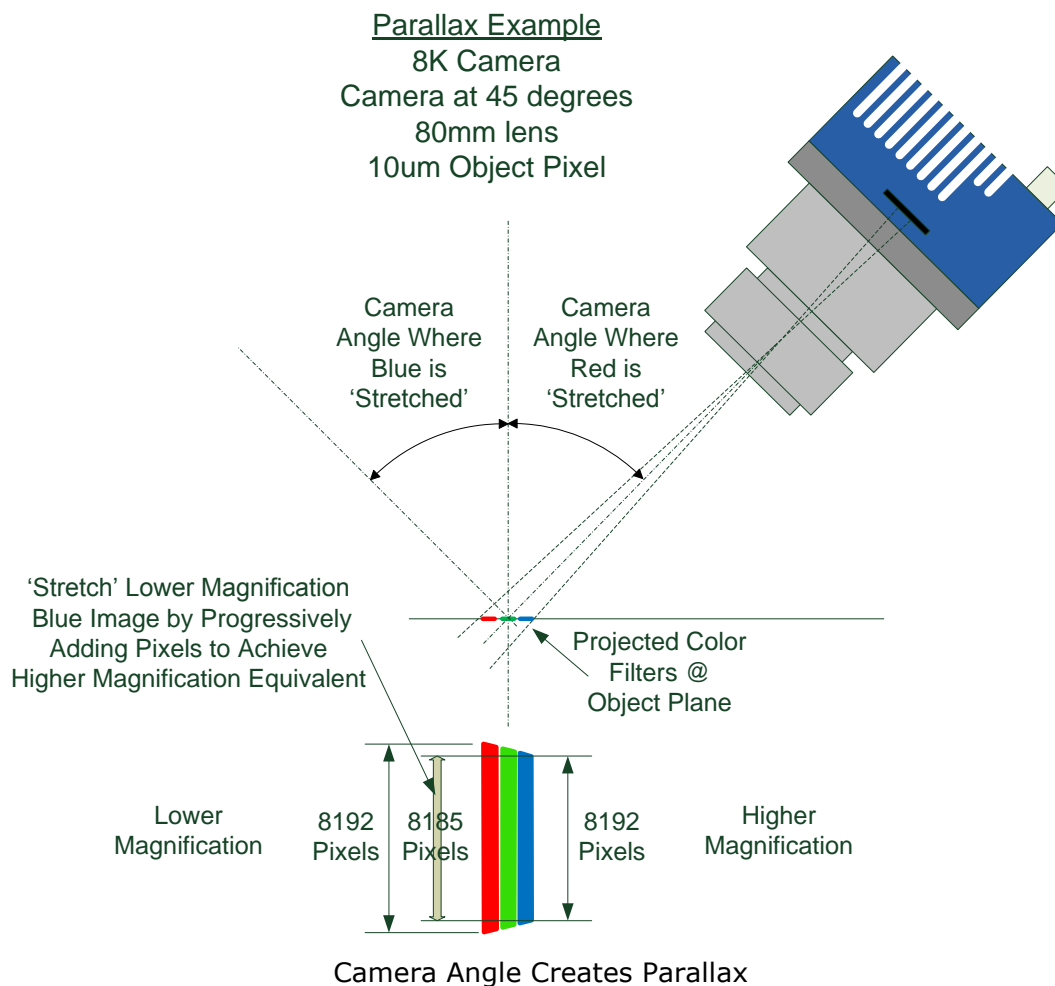 Parallax Example
8K Camera
Camera at 45 degrees
80mm lens
10um Object Pixel
Camera
Angle Where
Blue is
‘Stretched’
Camera
Angle Where
Red is
‘Stretched’
‘Stretch’ Lower Magnification
Blue Image by Progressively
Adding Pixels to Achieve
Higher Magnification Equivalent
Projected Color
Filters @
Object Plane
Lower
Magnification
8192
Pixels
8185
Pixels
8192
Pixels
Higher
Magnification
Camera Angle Creates Parallax